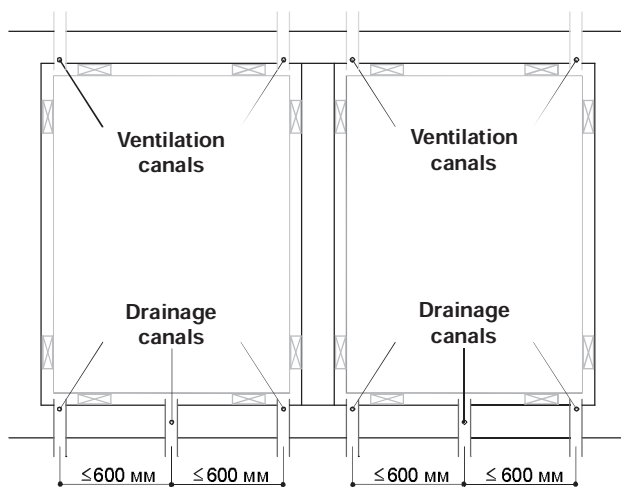 Ventilation
canals
Ventilation
canals
Drainage
canals
Drainage
canals
≤600 мм ≤600 мм ≤600 мм ≤600 мм